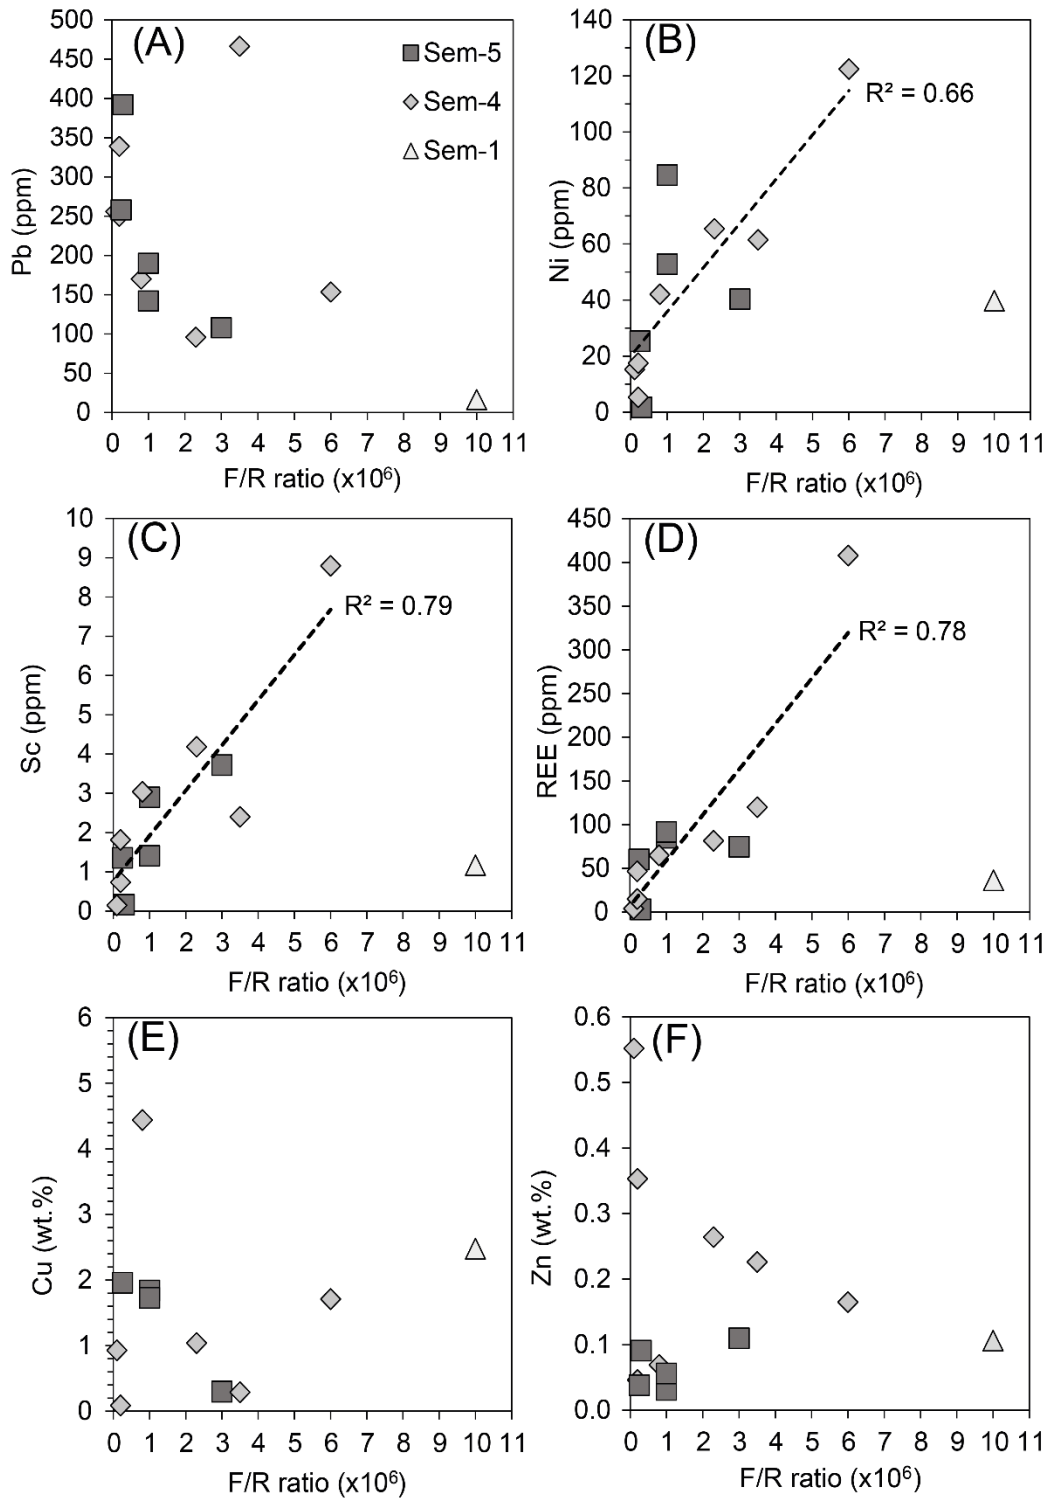 (A)
500
450
400
350
300
250
200
150
100
50
0
Pb (ppm)
Sem-5
Sem-4
Sem-1
0 1 2 3 4 5 6 7 8 9 10 11
F/R ratio (x10⁶)
(B)
140
120
100
80
60
40
20
0
Ni (ppm)
R² = 0.66
0 1 2 3 4 5 6 7 8 9 10 11
F/R ratio (x10⁶)
(C)
10
9
8
7
6
5
4
3
2
1
0
Sc (ppm)
R² = 0.79
0 1 2 3 4 5 6 7 8 9 10 11
F/R ratio (x10⁶)
(D)
450
400
350
300
250
200
150
100
50
0
REE (ppm)
R² = 0.78
0 1 2 3 4 5 6 7 8 9 10 11
F/R ratio (x10⁶)
(E)
6
5
4
3
2
1
0
Cu (wt.%)
0 1 2 3 4 5 6 7 8 9 10 11
F/R ratio (x10⁶)
(F)
0.6
0.5
0.4
0.3
0.2
0.1
0.0
Zn (wt.%)
0 1 2 3 4 5 6 7 8 9 10 11
F/R ratio (x10⁶)